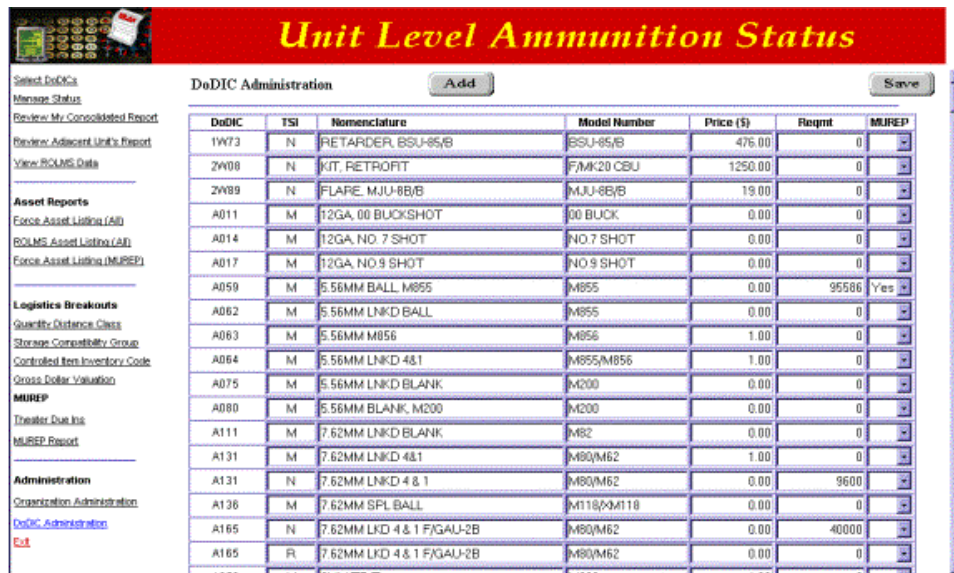 Unit Level Ammunition Status
Select DoDICs
Manage Status
Review My Consolidated Report
Review Adjacent Unit's Report
View ROLMS Data
Asset Reports
Force Asset Listing (All)
ROLMS Asset Listing (All)
Force Asset Listing (MUREP)
Logistics Breakouts
Quantity Distance Class
Storage Compatibility Group
Controlled Item Inventory Code
Gross Dollar Valuation
MUREP
Theater Due Ins
MUREP Report
Administration
Organization Administration
DoDIC Administration
Exit
DoDIC Administration Add Save
DoDIC TSI Nomenclature Model Number Price ($) Reqmt MUREP
1W73 N RETARDER, BSU-85/B BSU-85/B 476.00 0
2W08 N KIT, RETROFIT F/MK20 CBU 1250.00 0
2W89 N FLARE, MJU-8B/B MJU-8B/B 19.00 0
A011 M 12GA, 00 BUCKSHOT 00 BUCK 0.00 0
A014 M 12GA, NO. 7 SHOT NO.7 SHOT 0.00 0
A017 M 12GA, NO.9 SHOT NO.9 SHOT 0.00 0
A059 M 5.56MM BALL, M855 M855 0.00 95586 Yes
A062 M 5.56MM LNKD BALL M855 0.00 0
A063 M 5.56MM M856 M856 1.00 0
A064 M 5.56MM LNKD 4&1 M855/M856 1.00 0
A075 M 5.56MM LNKD BLANK M200 0.00 0
A080 M 5.56MM BLANK, M200 M200 0.00 0
A111 M 7.62MM LNKD BLANK M82 0.00 0
A131 M 7.62MM LNKD 4&1 M80/M62 1.00 0
A131 N 7.62MM LNKD 4 & 1 M80/M62 0.00 9600
A136 M 7.62MM SPL BALL M118/XM118 0.00 0
A165 N 7.62MM LKD 4 & 1 F/GAU-2B M80/M62 0.00 40000
A165 R 7.62MM LKD 4 & 1 F/GAU-2B M80/M62 0.00 0